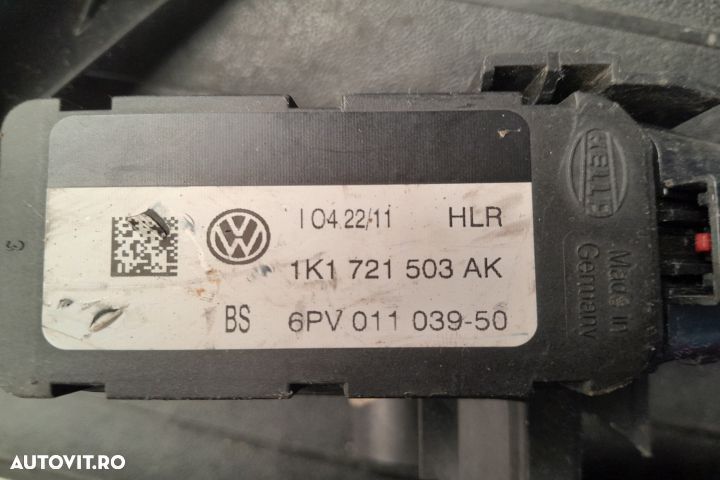 I 04.22/11 HLR
1K1 721 503 AK
BS 6PV 011 039-50
HELLA
Made in
Germany
AUTOVIT.RO